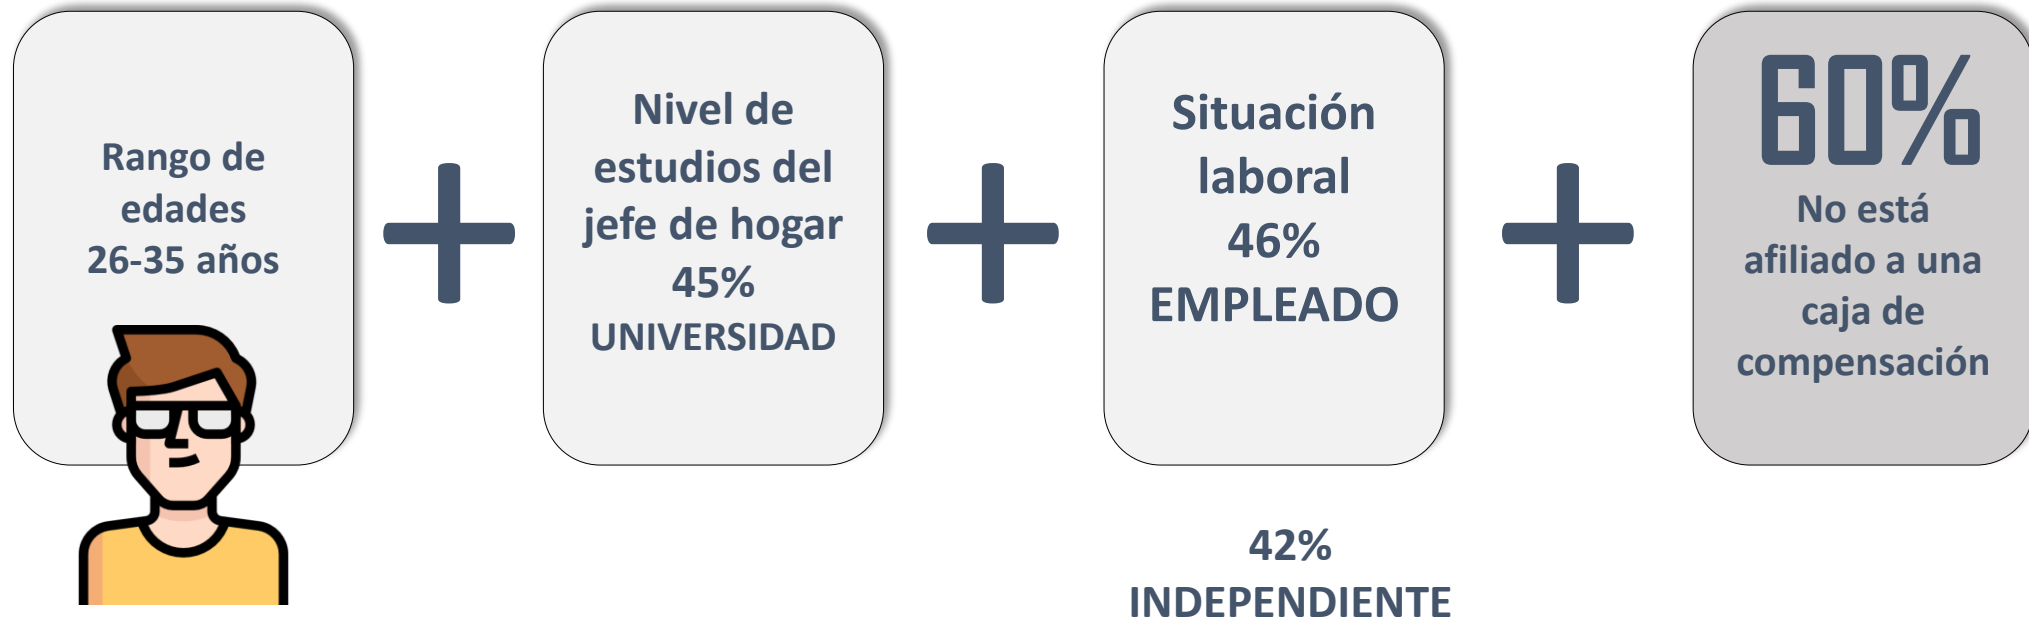 Rango de
edades
26-35 años
Nivel de
estudios del
jefe de hogar
45%
UNIVERSIDAD
Situación
laboral
46%
EMPLEADO
42%
INDEPENDIENTE
60%
No está
afiliado a una
caja de
compensación